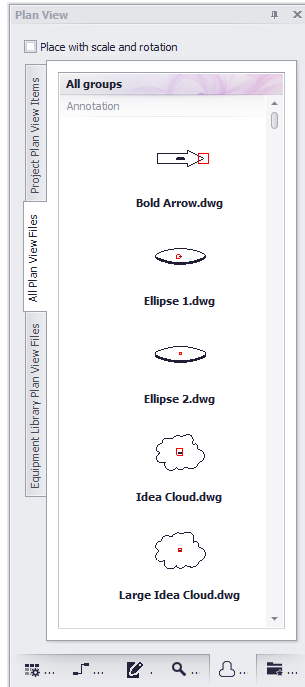 Plan View
Place with scale and rotation
Project Plan View Items
All Plan View Files
Equipment Library Plan View Files
All groups
Annotation
Bold Arrow.dwg
Ellipse 1.dwg
Ellipse 2.dwg
Idea Cloud.dwg
Large Idea Cloud.dwg
... ... ... ... ... ...